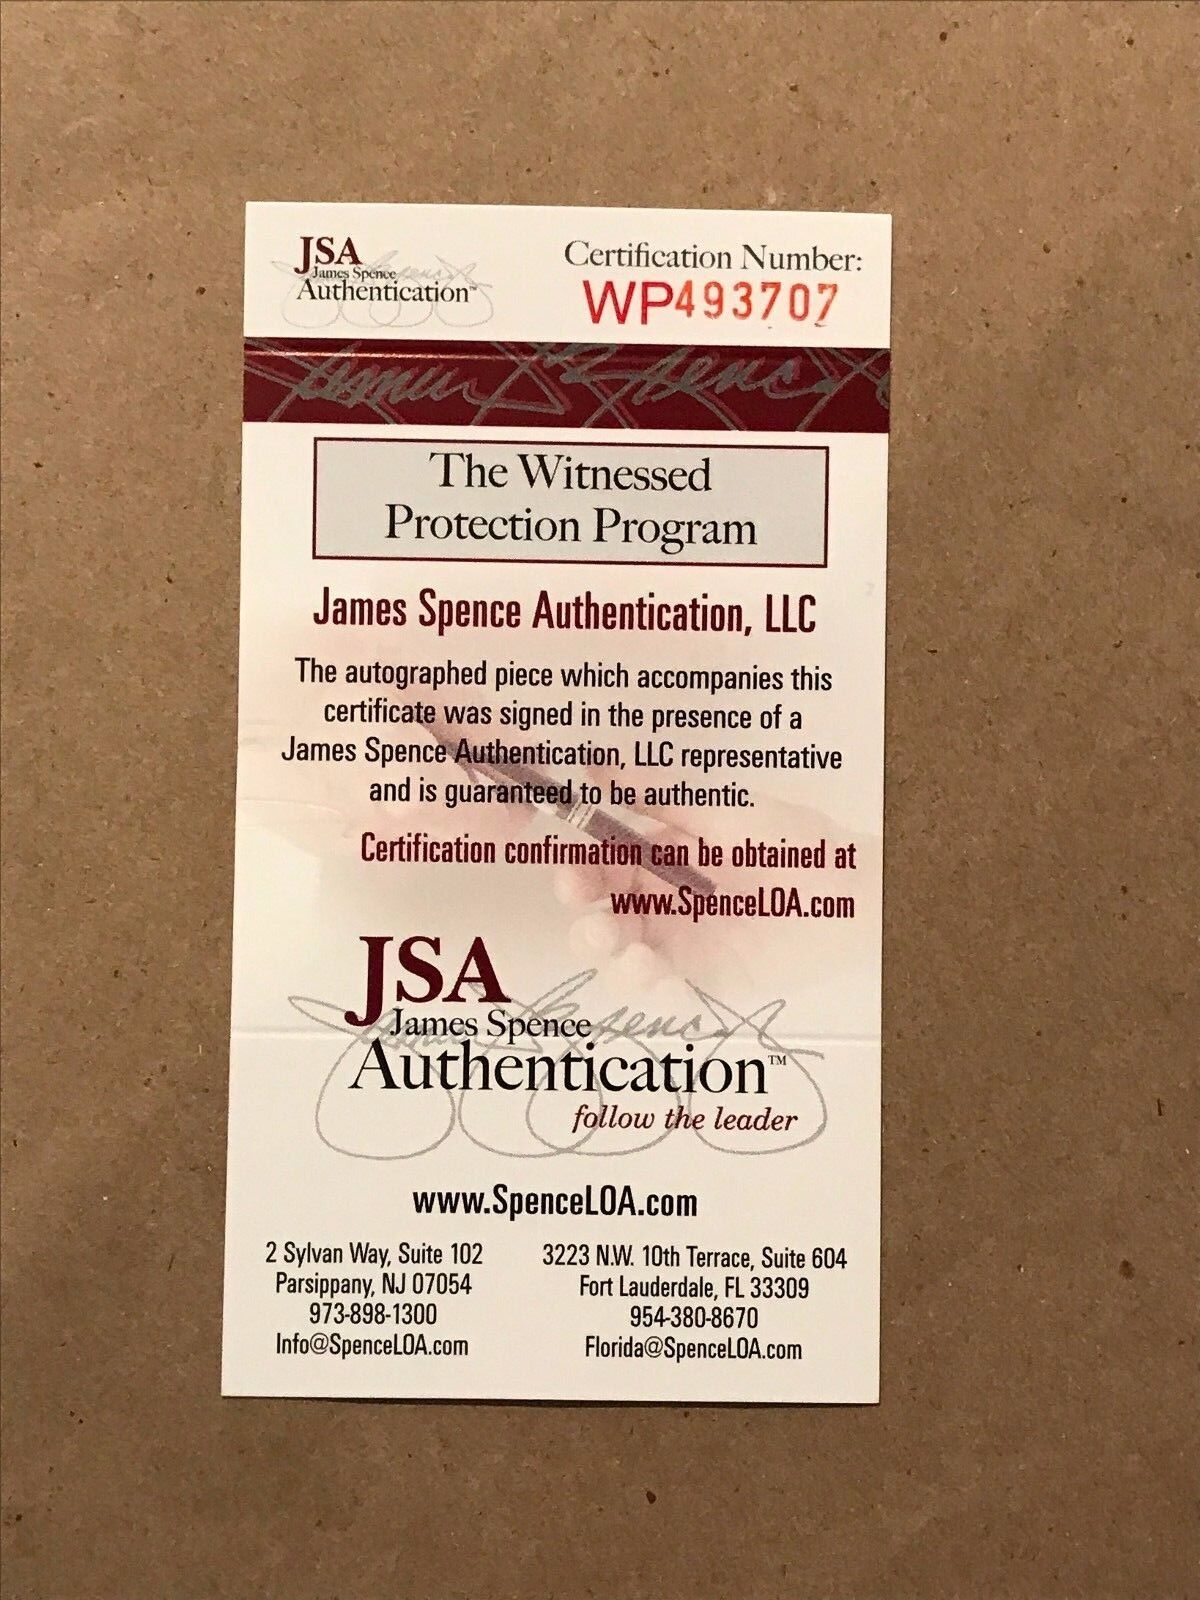 JSA
James Spence
Authentication™
Certification Number:
WP493707
James Spence
The Witnessed
Protection Program
James Spence Authentication, LLC
The autographed piece which accompanies this
certificate was signed in the presence of a
James Spence Authentication, LLC representative
and is guaranteed to be authentic.
Certification confirmation can be obtained at
www.SpenceLOA.com
JSA
James Spence
Authentication™
follow the leader
www.SpenceLOA.com
2 Sylvan Way, Suite 102
Parsippany, NJ 07054
973-898-1300
Info@SpenceLOA.com
3223 N.W. 10th Terrace, Suite 604
Fort Lauderdale, FL 33309
954-380-8670
Florida@SpenceLOA.com